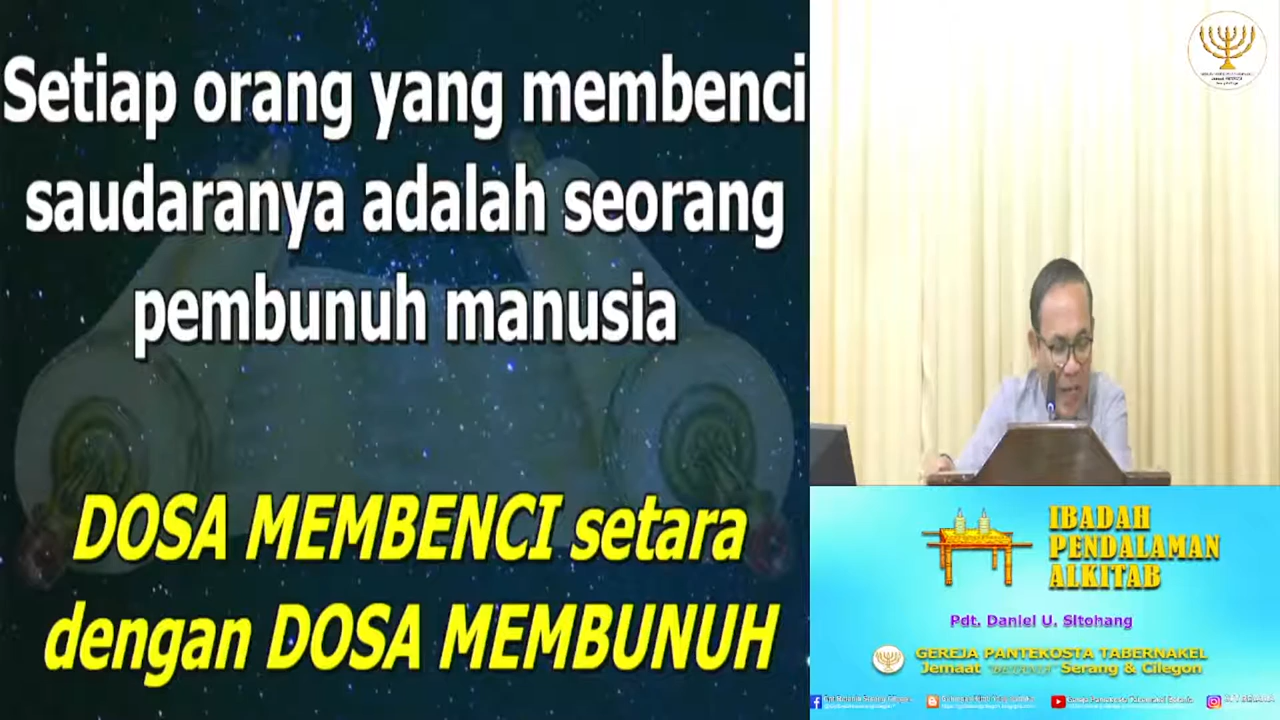 Setiap orang yang membenci
saudaranya adalah seorang
pembunuh manusia
DOSA MEMBENCI setara
dengan DOSA MEMBUNUH
IBADAH
PENDALAMAN
ALKITAB
Pdt. Daniel U. Sitohang
GEREJA PANTEKOSTA TABERNAKEL
Jemaat Serang & Cilegon